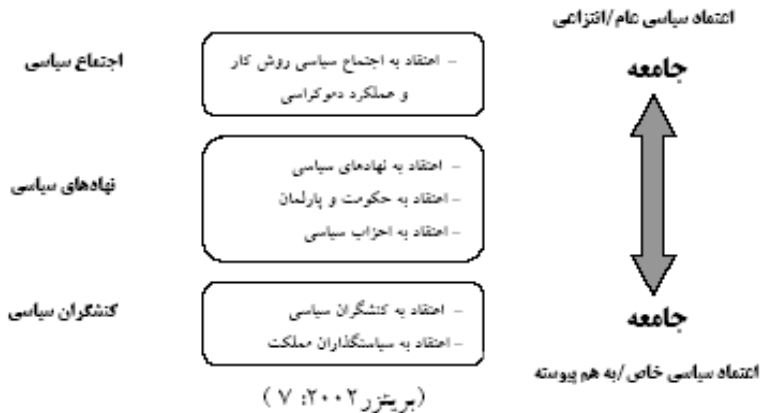 اعتماد سیاسی عام/انتزاعی
جامعه
اجتماع سیاسی
- اعتقاد به اجتماع سیاسی روش کار
و عملکرد دموکراسی
نهادهای سیاسی
- اعتقاد به نهادهای سیاسی
- اعتقاد به حکومت و پارلمان
- اعتقاد به احزاب سیاسی
کنشگران سیاسی
- اعتقاد به کنشگران سیاسی
- اعتقاد به سیاستگذاران مملکت
جامعه
اعتماد سیاسی خاص/به هم پیوسته
(بریتزر ۲۰۰۲: ۷)